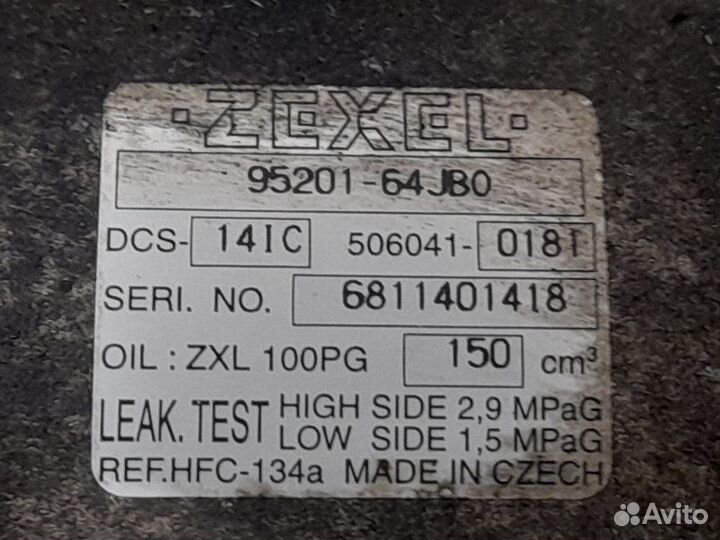 ·ZEXEL·
95201-64JB0
DCS- 14IC 506041- 0181
SERI. NO. 6811401418
OIL : ZXL 100PG 150 cm³
LEAK. TEST HIGH SIDE 2,9 MPaG
LOW SIDE 1,5 MPaG
REF.HFC-134a MADE IN CZECH
Avito